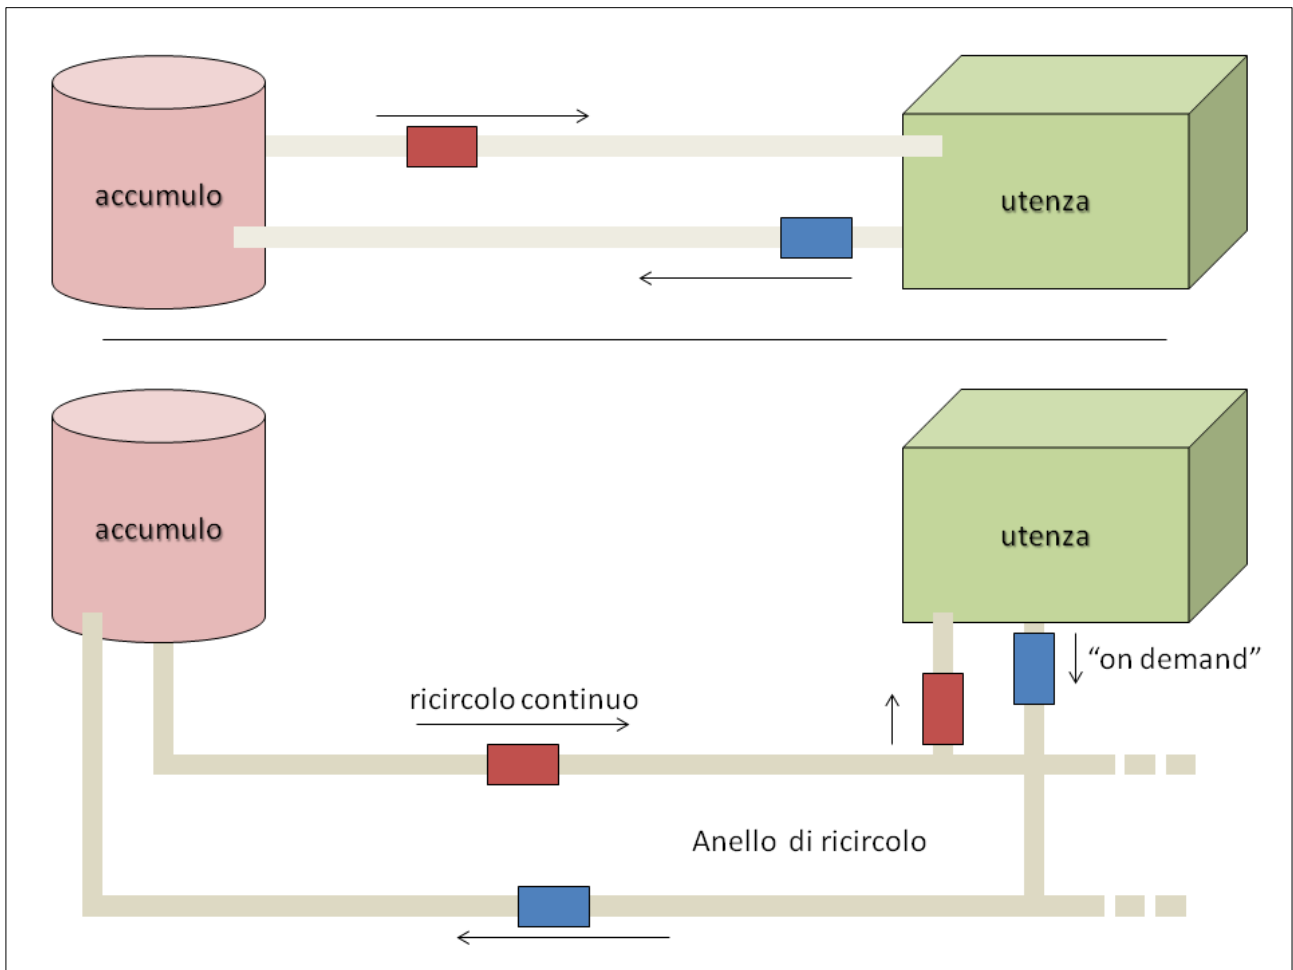 accumulo
utenza
accumulo
utenza
“on demand”
ricircolo continuo
Anello di ricircolo